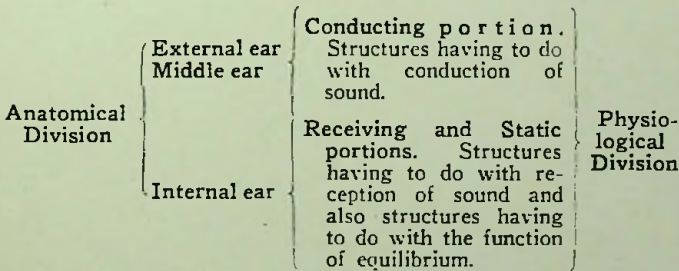 Anatomical
Division
External ear
Middle ear
Internal ear
Conducting portion.
Structures having to do
with conduction of
sound.
Receiving and Static
portions. Structures
having to do with re-
ception of sound and
also structures having
to do with the function
of equilibrium.
Physio-
logical
Division